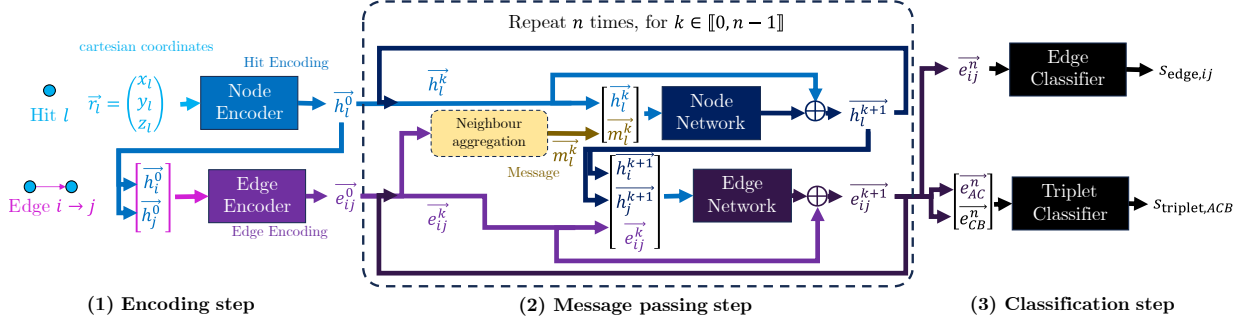 Repeat n times, for k ∈ ⟦0, n − 1⟧
cartesian coordinates
Hit l
r⃗_l = (x_l y_l z_l)
Node
Encoder
Hit Encoding
h⃗_l^0
h⃗_l^k
Neighbour
aggregation
m⃗_l^k
Message
[h⃗_l^k m⃗_l^k]
Node
Network
⊕
h⃗_l^{k+1}
e⃗_ij^n
Edge
Classifier
s_edge,ij
Edge i → j
[h⃗_i^0 h⃗_j^0]
Edge
Encoder
Edge Encoding
e⃗_ij^0
e⃗_ij^k
[h⃗_i^{k+1} h⃗_j^{k+1} e⃗_ij^k]
Edge
Network
⊕
e⃗_ij^{k+1}
[e⃗_AC^n e⃗_CB^n]
Triplet
Classifier
s_triplet,ACB
(1) Encoding step
(2) Message passing step
(3) Classification step